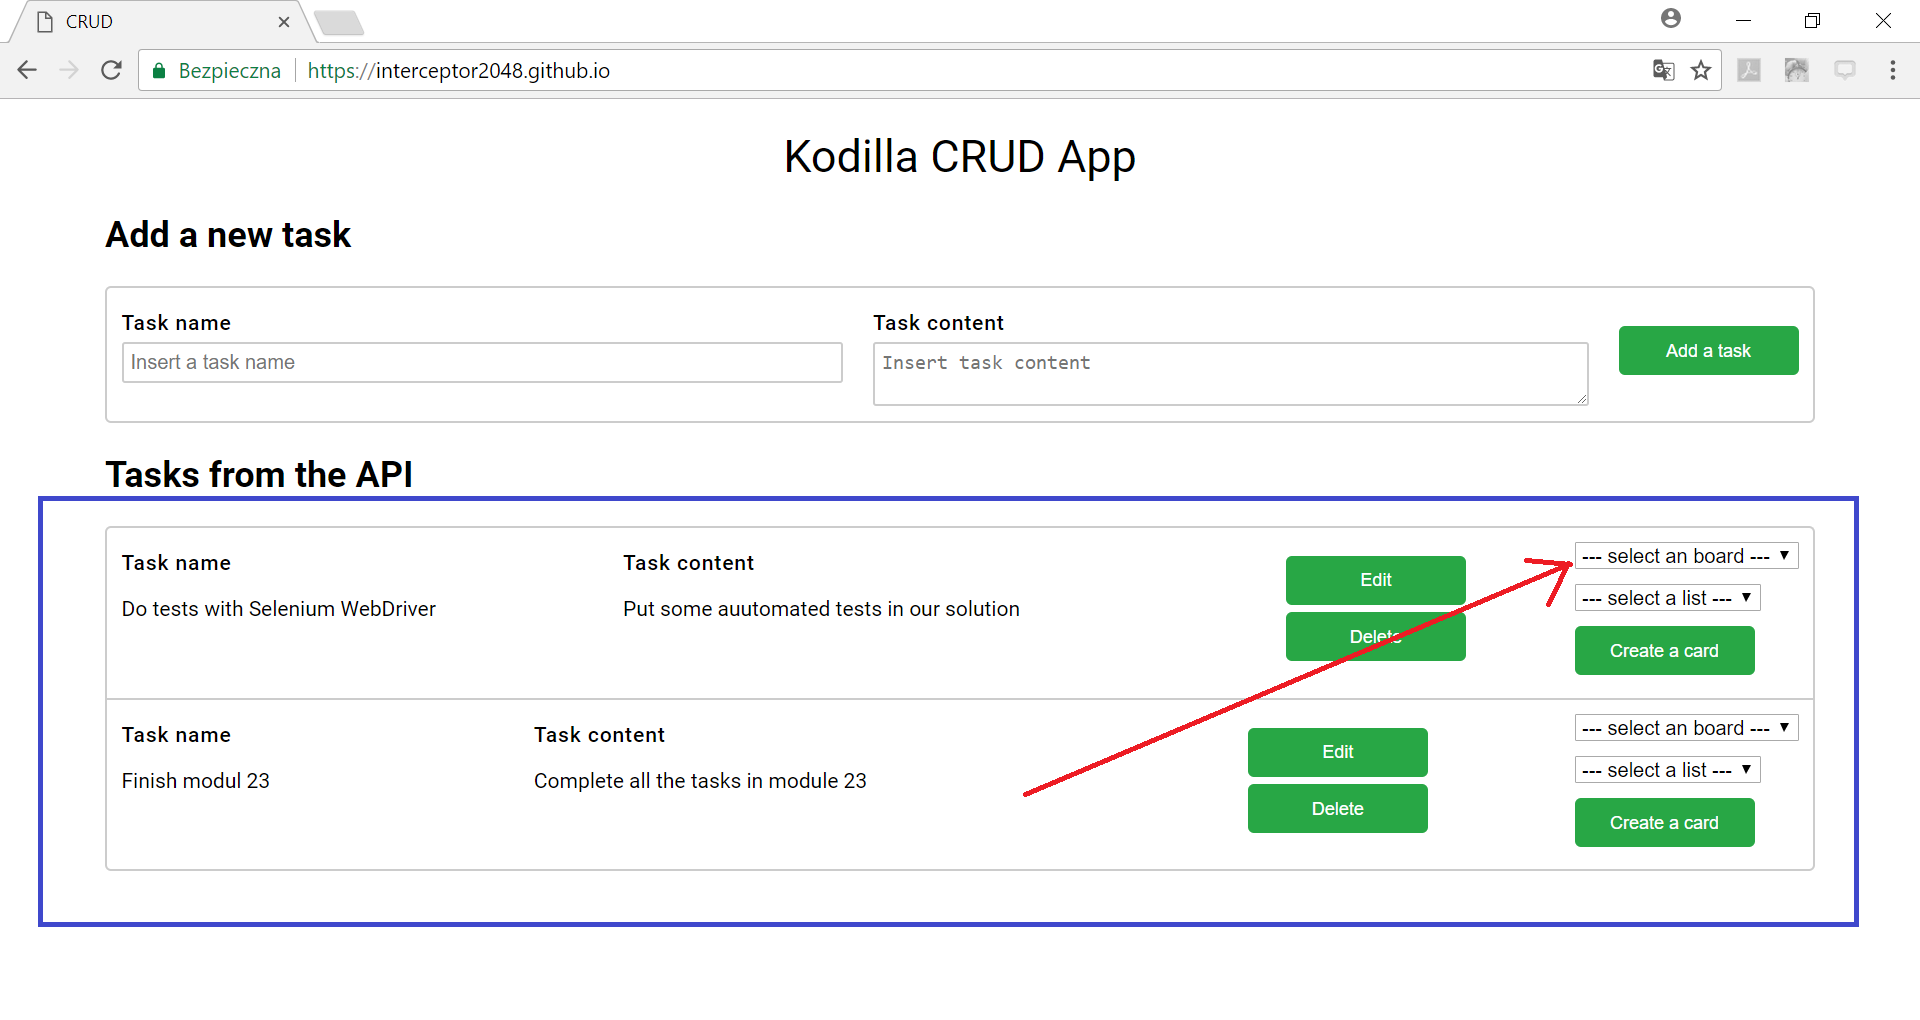 CRUD
Bezpieczna
https://interceptor2048.github.io
Kodilla CRUD App
Add a new task
Task name
Insert a task name
Task content
Insert task content
Add a task
Tasks from the API
Task name
Do tests with Selenium WebDriver
Task content
Put some auutomated tests in our solution
Edit
Delete
--- select an board ---
--- select a list ---
Create a card
Task name
Finish modul 23
Task content
Complete all the tasks in module 23
Edit
Delete
--- select an board ---
--- select a list ---
Create a card